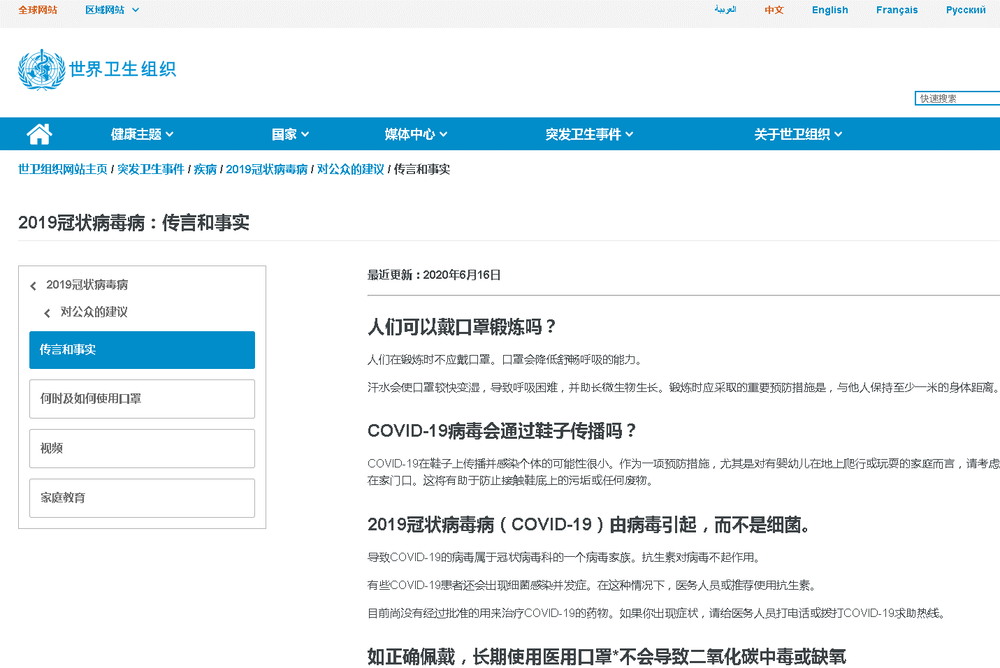 全球网站 区域网站 العربية 中文 English Français Русский
世界卫生组织
快速搜索
健康主题 国家 媒体中心 突发卫生事件 关于世卫组织
世卫组织网站主页 / 突发卫生事件 / 疾病 / 2019冠状病毒病 / 对公众的建议 / 传言和事实
2019冠状病毒病：传言和事实
2019冠状病毒病
对公众的建议
传言和事实
何时及如何使用口罩
视频
家庭教育
最近更新：2020年6月16日
人们可以戴口罩锻炼吗？
人们在锻炼时不应戴口罩。口罩会降低舒畅呼吸的能力。
汗水会使口罩较快变湿，导致呼吸困难，并助长微生物生长。锻炼时应采取的重要预防措施是，与他人保持至少一米的身体距离。
COVID-19病毒会通过鞋子传播吗？
COVID-19在鞋子上传播并感染个体的可能性很小。作为一项预防措施，尤其是对有婴幼儿在地上爬行或玩耍的家庭而言，请考虑
在家门口。这将有助于防止接触鞋底上的污垢或任何废物。
2019冠状病毒病（COVID-19）由病毒引起，而不是细菌。
导致COVID-19的病毒属于冠状病毒科的一个病毒家族。抗生素对病毒不起作用。
有些COVID-19患者还会出现细菌感染并发症。在这种情况下，医务人员或推荐使用抗生素。
目前尚没有经过批准的用来治疗COVID-19的药物。如果你出现症状，请给医务人员打电话或拨打COVID-19求助热线。
如正确佩戴，长期使用医用口罩*不会导致二氧化碳中毒或缺氧